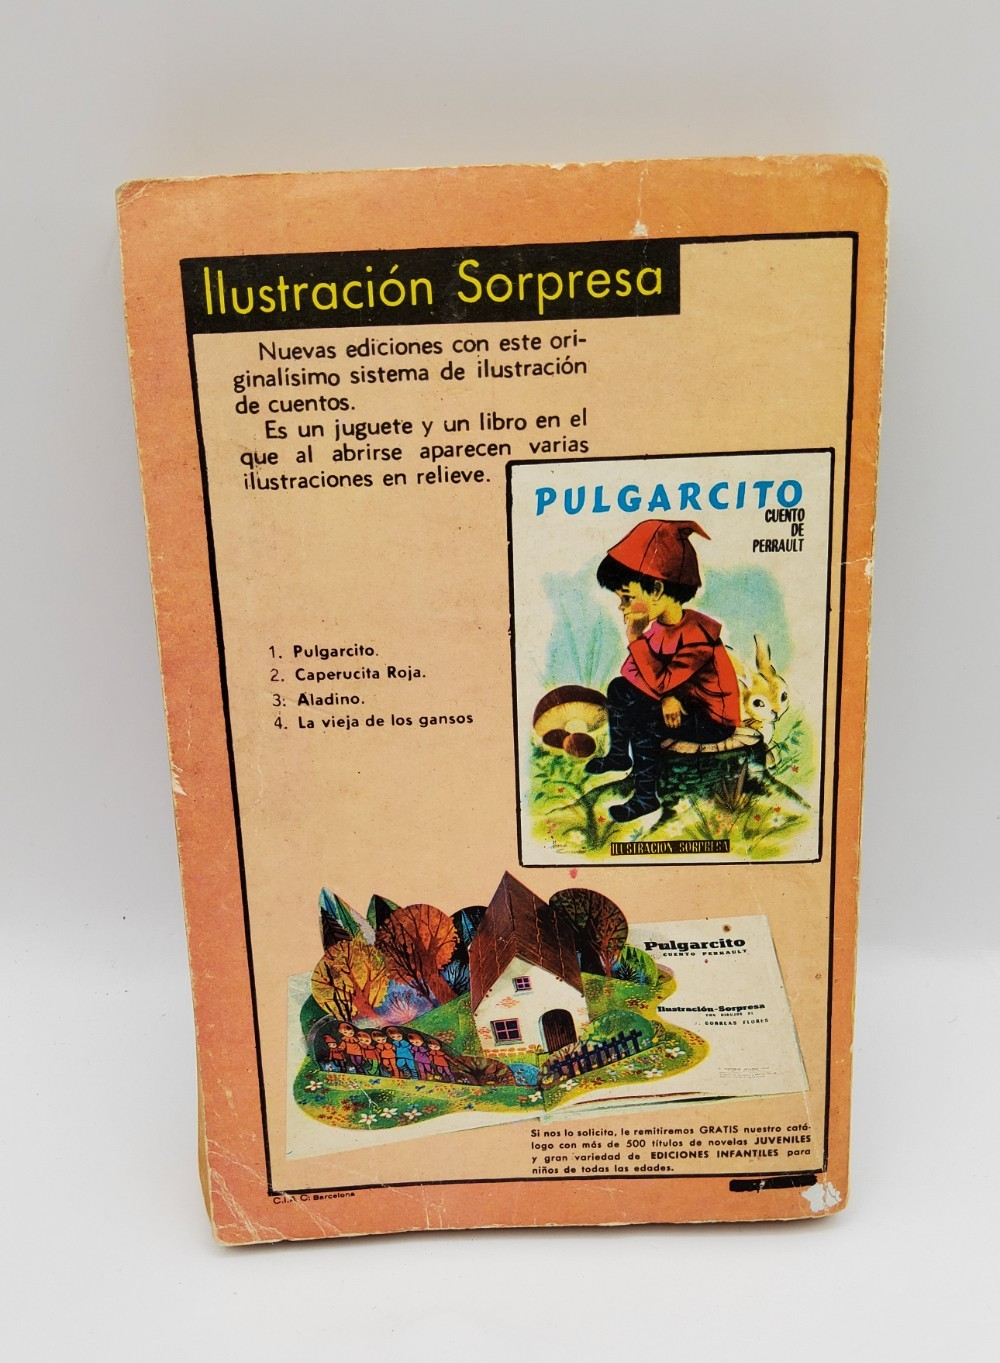 Ilustración Sorpresa
Nuevas ediciones con este ori-
ginalísimo sistema de ilustración
de cuentos.
Es un juguete y un libro en el
que al abrirse aparecen varias
ilustraciones en relieve.
PULGARCITO
CUENTO
DE
PERRAULT
ILUSTRACION SORPRESA
1. Pulgarcito.
2. Caperucita Roja.
3. Aladino.
4. La vieja de los gansos
Pulgarcito
CUENTO PERRAULT
Ilustración-Sorpresa
CON DIBUJOS DE
J. CORREAS FLORES
Si nos lo solicita, le remitiremos GRATIS nuestro catá-
logo con más de 500 títulos de novelas JUVENILES
y gran variedad de EDICIONES INFANTILES para
niños de todas las edades.
C.I.A.C: Barcelona